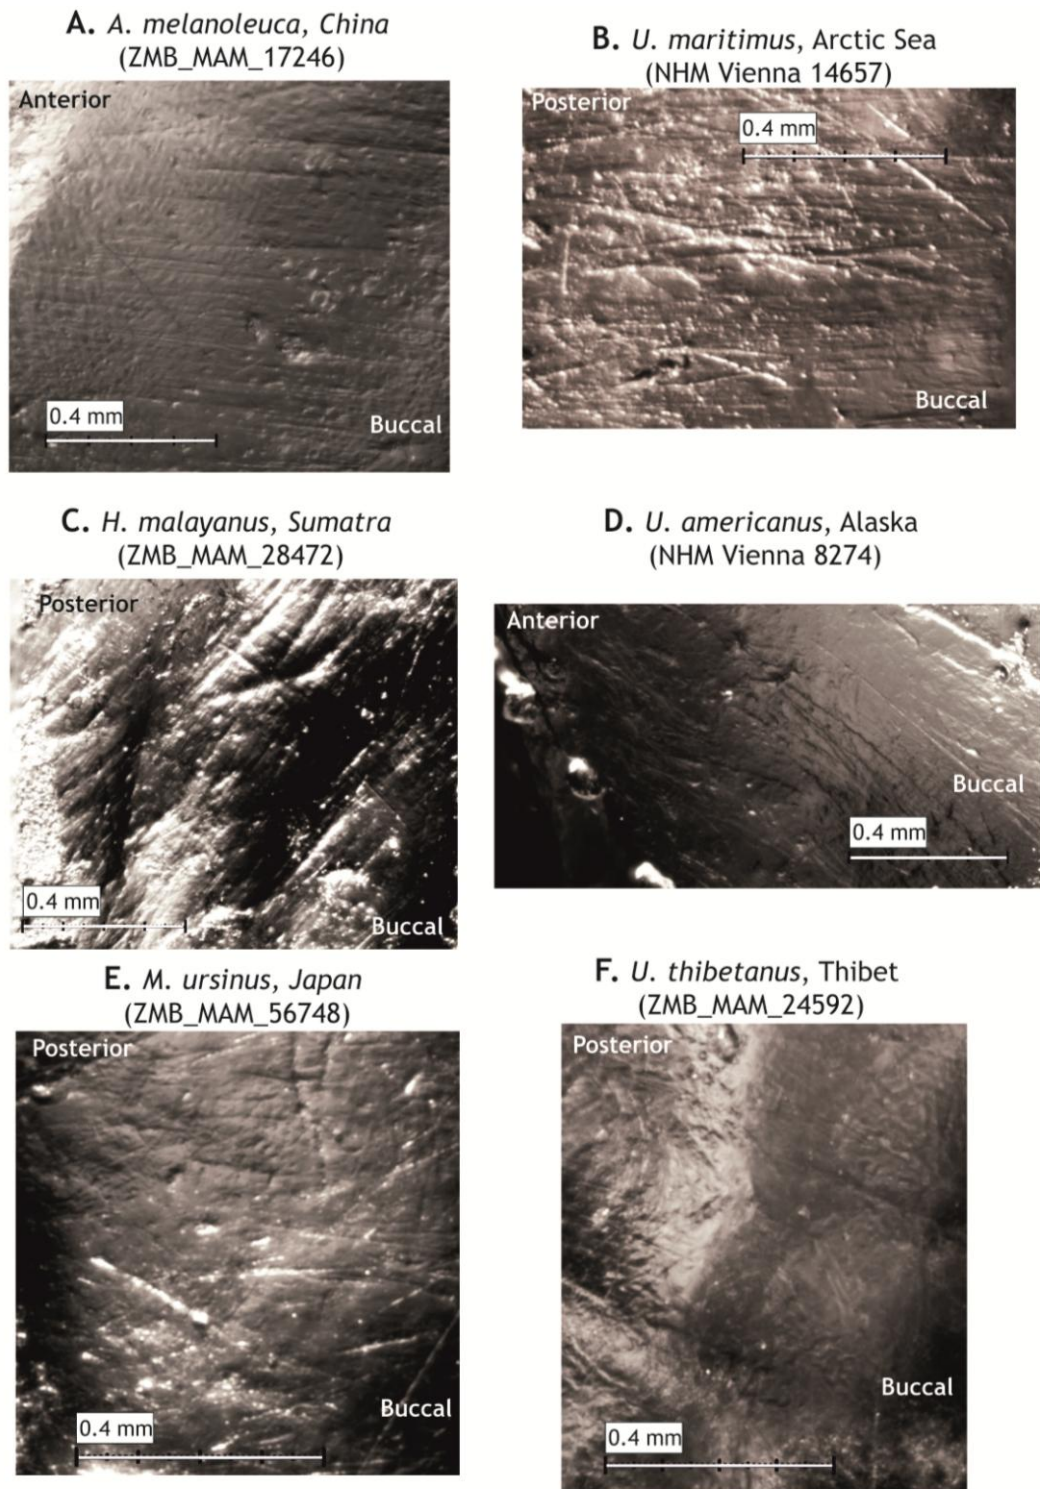 A. A. melanoleuca, China
(ZMB_MAM_17246)
Anterior
0.4 mm
Buccal
B. U. maritimus, Arctic Sea
(NHM Vienna 14657)
Posterior
0.4 mm
Buccal
C. H. malayanus, Sumatra
(ZMB_MAM_28472)
Posterior
0.4 mm
Buccal
D. U. americanus, Alaska
(NHM Vienna 8274)
Anterior
Buccal
0.4 mm
E. M. ursinus, Japan
(ZMB_MAM_56748)
Posterior
Buccal
0.4 mm
F. U. thibetanus, Thibet
(ZMB_MAM_24592)
Posterior
Buccal
0.4 mm